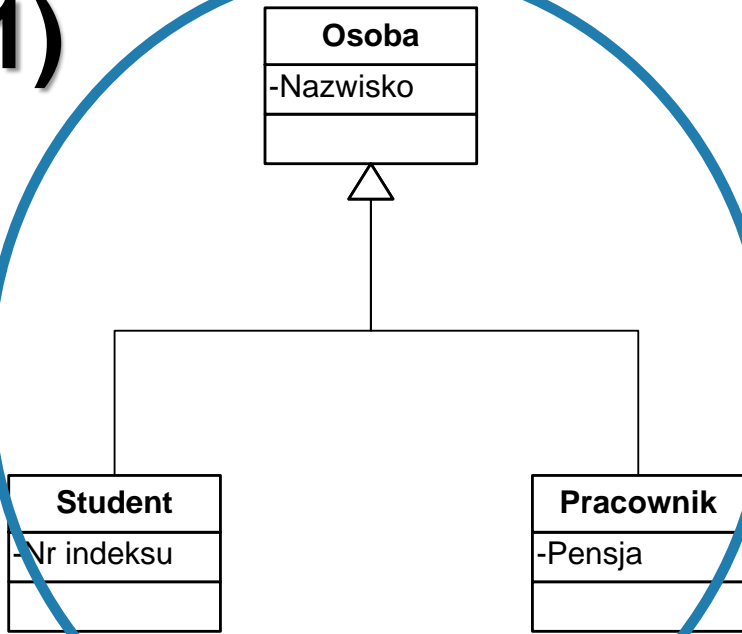 1)
Osoba
-Nazwisko
Student
-Nr indeksu
Pracownik
-Pensja